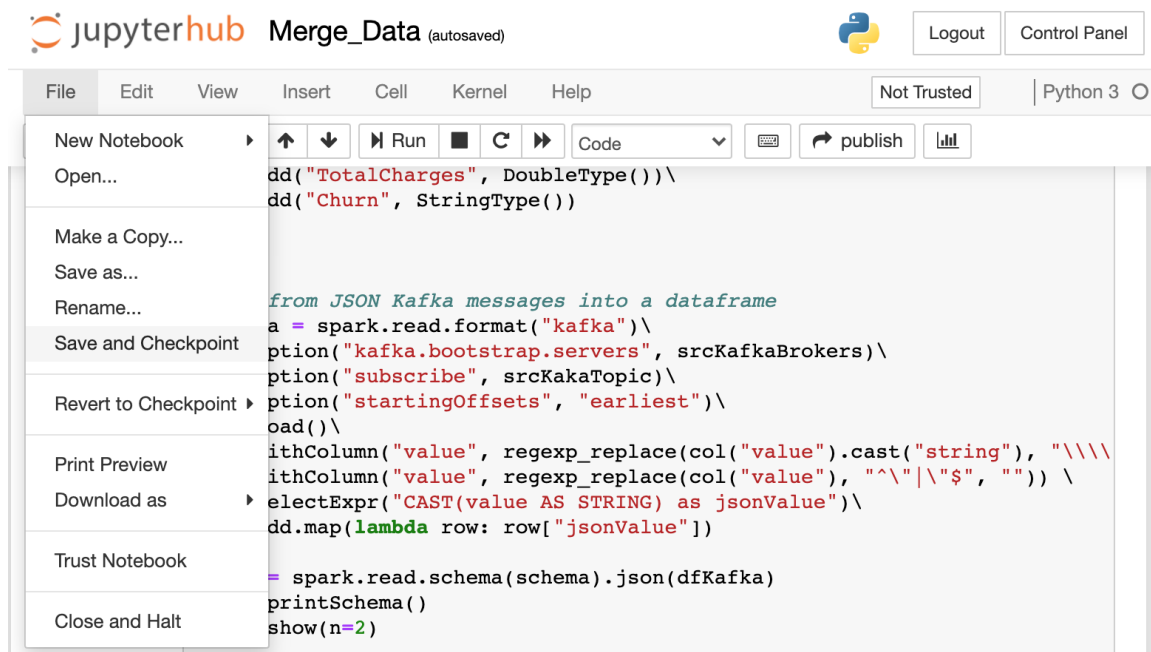 jupyterhub Merge_Data (autosaved) Logout Control Panel
File Edit View Insert Cell Kernel Help Not Trusted Python 3
Run Code publish
New Notebook
Open...
Make a Copy...
Save as...
Rename...
Save and Checkpoint
Revert to Checkpoint
Print Preview
Download as
Trust Notebook
Close and Halt
dd("TotalCharges", DoubleType())\
dd("Churn", StringType())
from JSON Kafka messages into a dataframe
a = spark.read.format("kafka")\
ption("kafka.bootstrap.servers", srcKafkaBrokers)\
ption("subscribe", srcKakaTopic)\
ption("startingOffsets", "earliest")\
oad()\
ithColumn("value", regexp_replace(col("value").cast("string"), "\\\\
ithColumn("value", regexp_replace(col("value"), "^\"|\"$", "")) \
electExpr("CAST(value AS STRING) as jsonValue")\
dd.map(lambda row: row["jsonValue"])
= spark.read.schema(schema).json(dfKafka)
printSchema()
show(n=2)